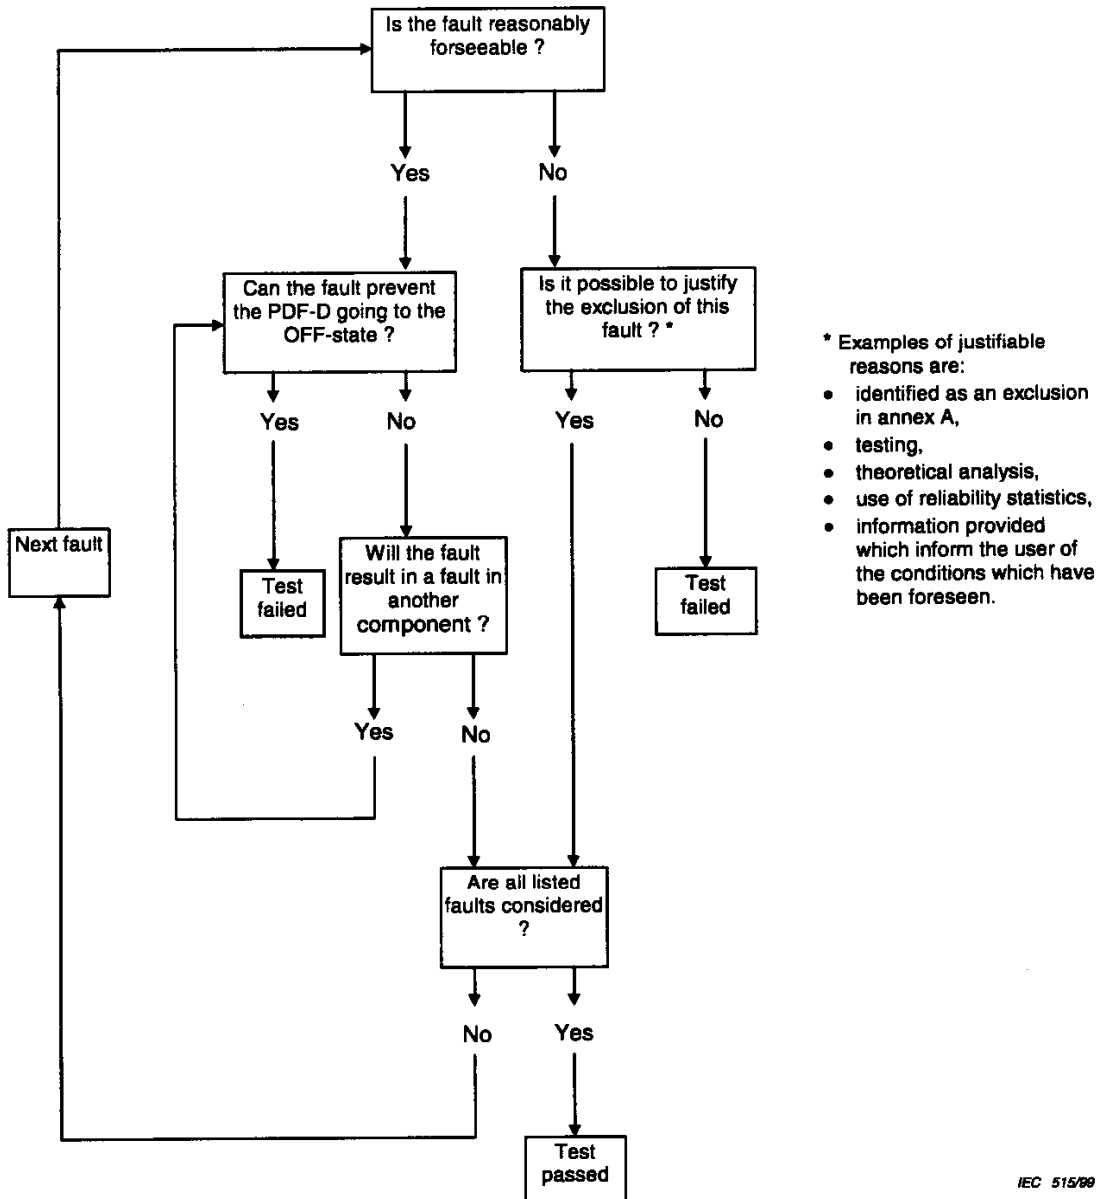 Is the fault reasonably
forseeable ?
Yes
No
Can the fault prevent
the PDF-D going to the
OFF-state ?
Is it possible to justify
the exclusion of this
fault ? *
Yes
No
Yes
No
* Examples of justifiable
reasons are:
• identified as an exclusion
in annex A,
• testing,
• theoretical analysis,
• use of reliability statistics,
• information provided
which inform the user of
the conditions which have
been foreseen.
Next fault
Test
failed
Will the fault
result in a fault in
another
component ?
Test
failed
Yes
No
Are all listed
faults considered
?
No
Yes
Test
passed
IEC 515/99